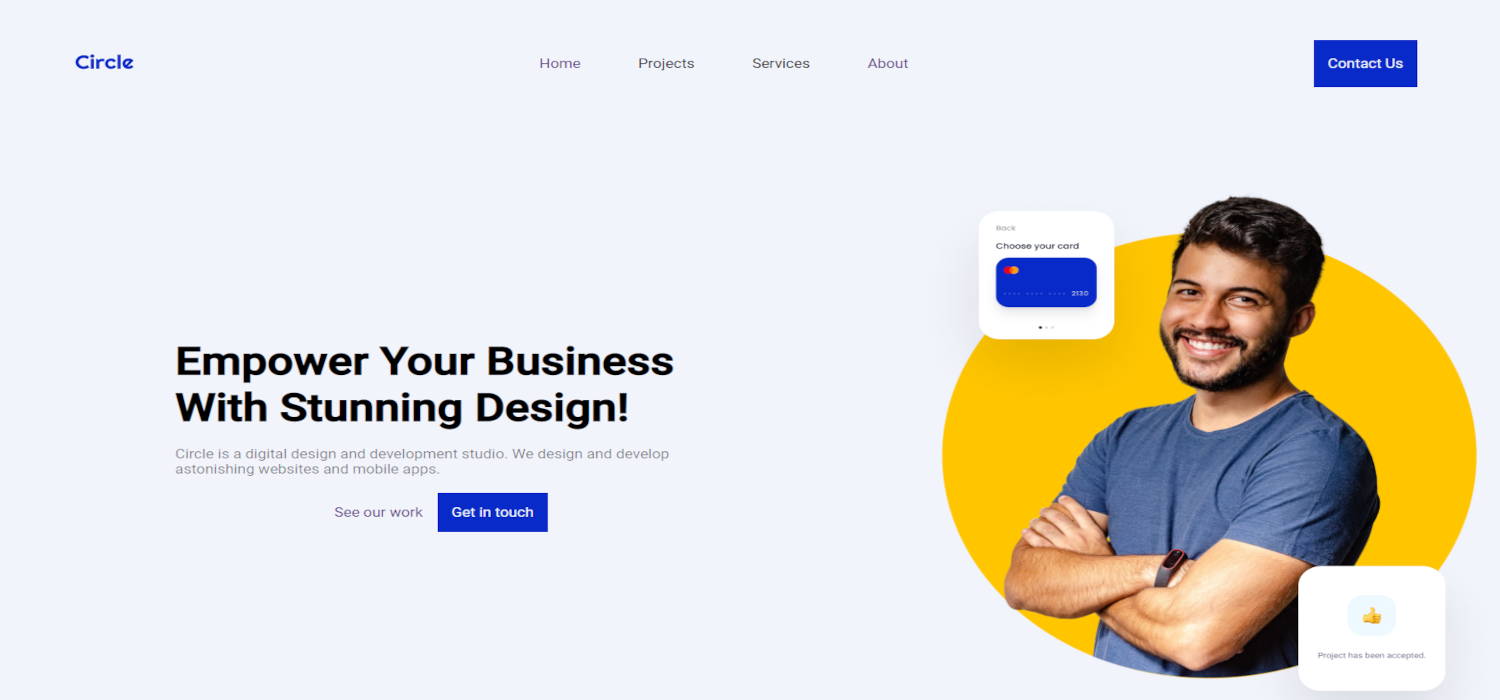 Circle
Home
Projects
Services
About
Contact Us
Back
Choose your card
2130
Empower Your Business
With Stunning Design!
Circle is a digital design and development studio. We design and develop
astonishing websites and mobile apps.
See our work
Get in touch
Project has been accepted.